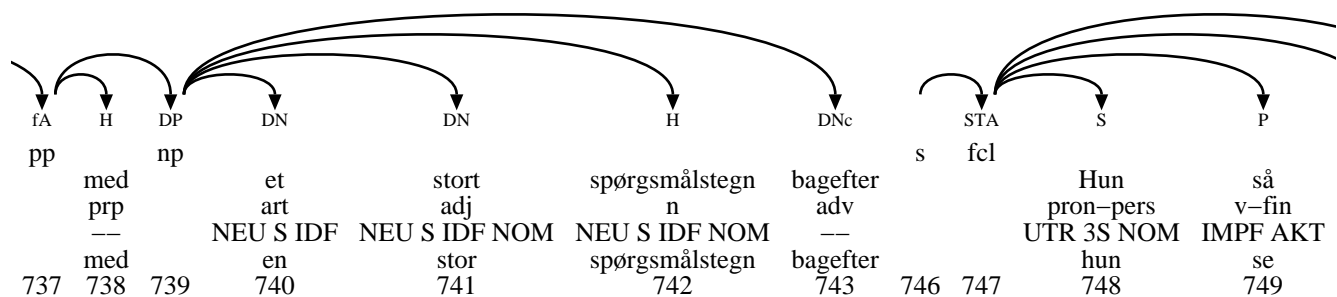 fA H DP DN DN H DNc STA S P
pp np s fcl
med et stort spørgsmålstegn bagefter Hun så
prp art adj n adv pron−pers v−fin
−− NEU S IDF NEU S IDF NOM NEU S IDF NOM −− UTR 3S NOM IMPF AKT
med en stor spørgsmålstegn bagefter hun se
737 738 739 740 741 742 743 746 747 748 749